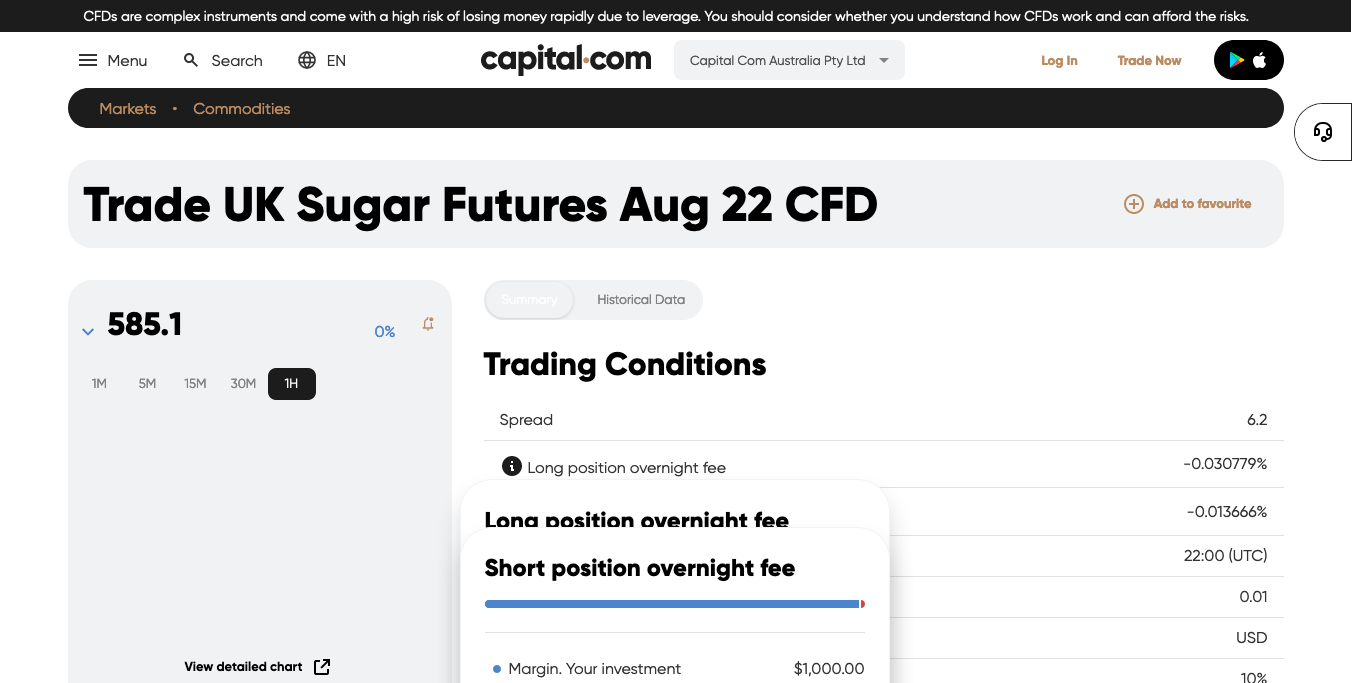 CFDs are complex instruments and come with a high risk of losing money rapidly due to leverage. You should consider whether you understand how CFDs work and can afford the risks.
Menu Search EN capital.com Capital Com Australia Pty Ltd Log In Trade Now
Markets • Commodities
Trade UK Sugar Futures Aug 22 CFD Add to favourite
585.1 0%
1M 5M 15M 30M 1H
View detailed chart
Summary Historical Data
Trading Conditions
Spread 6.2
Long position overnight fee -0.030779%
Long position overnight fee -0.013666%
Short position overnight fee 22:00 (UTC)
0.01
USD
Margin. Your investment $1,000.00
10%